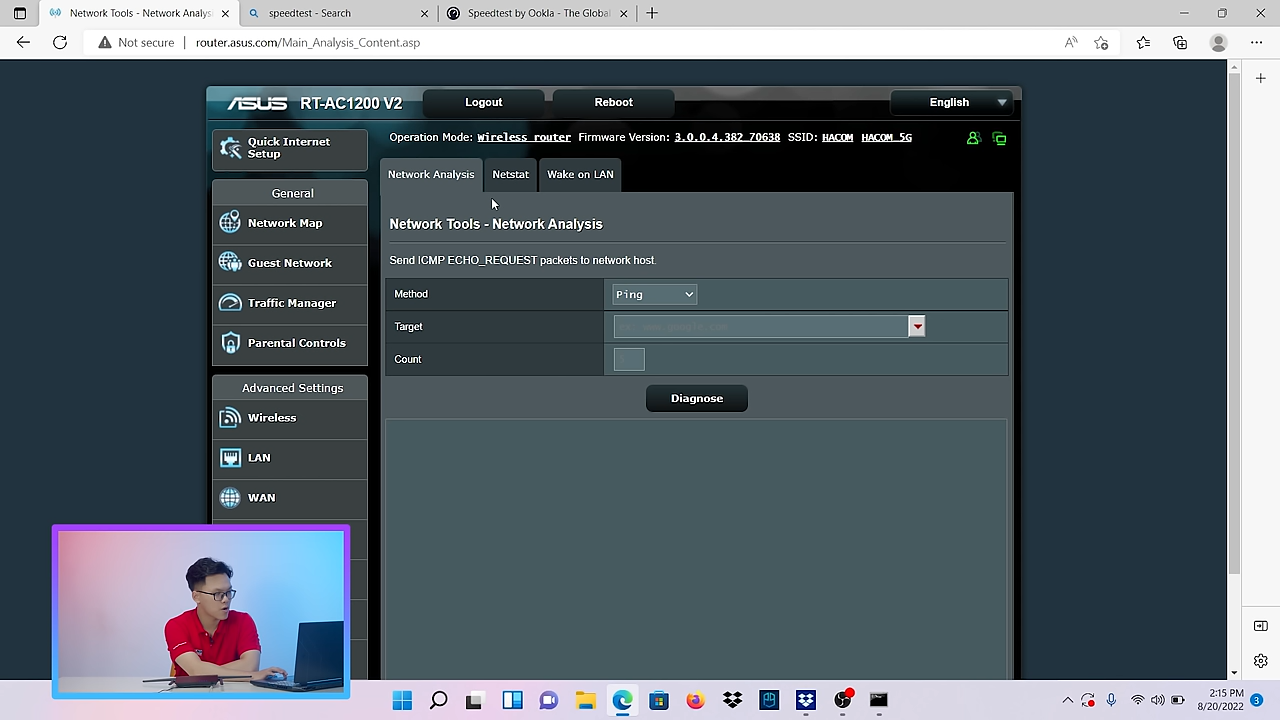 Network Tools - Network Analysi
speedtest - Search
Speedtest by Ookla - The Global
Not secure
router.asus.com/Main_Analysis_Content.asp
ASUS RT-AC1200 V2
Logout
Reboot
English
Operation Mode: Wireless router Firmware Version: 3.0.0.4.382_70638 SSID: HACOM HACOM_5G
Quick Internet
Setup
General
Network Map
Guest Network
Traffic Manager
Parental Controls
Advanced Settings
Wireless
LAN
WAN
Network Analysis
Netstat
Wake on LAN
Network Tools - Network Analysis
Send ICMP ECHO_REQUEST packets to network host.
Method
Ping
Target
Count
Diagnose
2:15 PM
8/20/2022
3